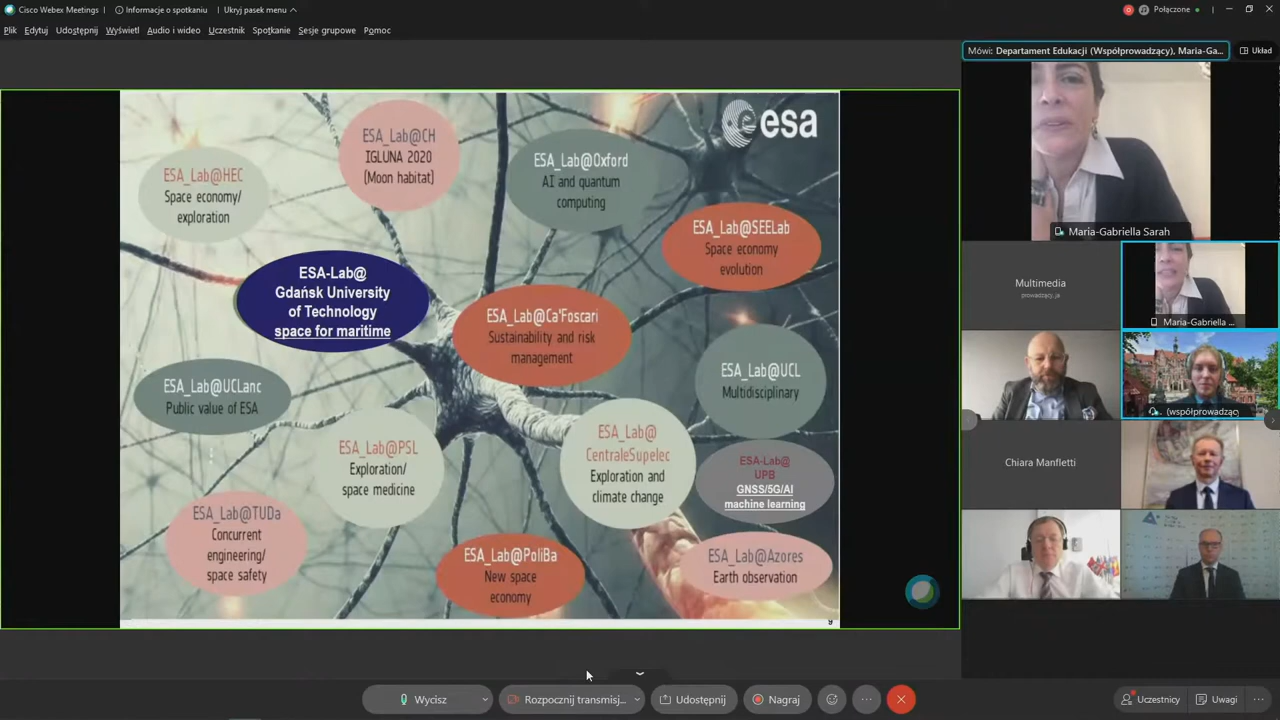 Cisco Webex Meetings
Informacje o spotkaniu
Ukryj pasek menu
Połączone
Plik
Edytuj
Udostępnij
Wyświetl
Audio i wideo
Uczestnik
Spotkanie
Sesje grupowe
Pomoc
Mówi: Departament Edukacji (Współprowadzący), Maria-Ga...
Układ
esa
ESA_Lab@HEC
Space economy/
exploration
ESA_Lab@CH
IGLUNA 2020
(Moon habitat)
ESA_Lab@Oxford
AI and quantum
computing
ESA_Lab@SEELab
Space economy
evolution
ESA-Lab@
Gdańsk University
of Technology
space for maritime
ESA_Lab@Ca'Foscari
Sustainability and risk
management
ESA_Lab@UCLanc
Public value of ESA
ESA_Lab@UCL
Multidisciplinary
ESA_Lab@PSL
Exploration/
space medicine
ESA_Lab@
CentraleSupelec
Exploration and
climate change
ESA-Lab@
UPB
GNSS/5G/AI
machine learning
ESA_Lab@TUDa
Concurrent
engineering/
space safety
ESA_Lab@PoliBa
New space
economy
ESA_Lab@Azores
Earth observation
9
Maria-Gabriella Sarah
Multimedia
prowadzący, ja
Maria-Gabriella ...
(współprowadząc
Chiara Manfletti
Wycisz
Rozpocznij transmisj...
Udostępnij
Nagraj
Uczestnicy
Uwagi